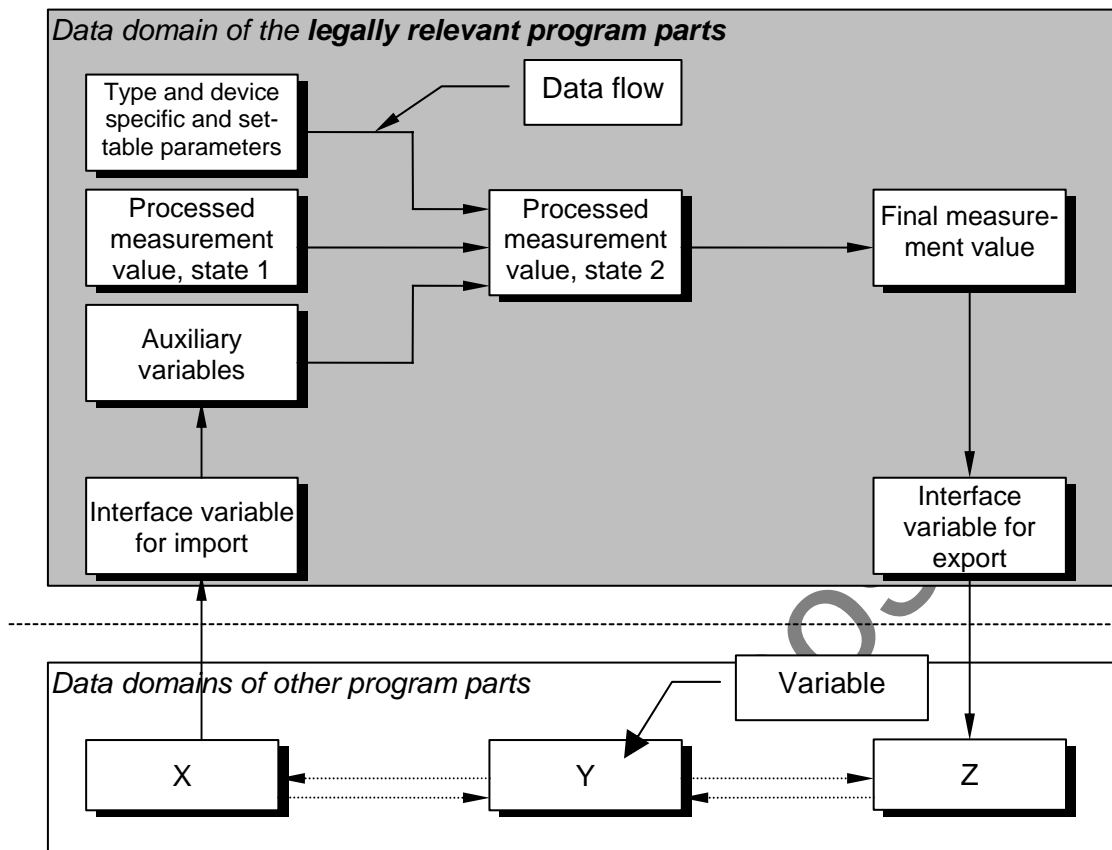 Data domain of the legally relevant program parts
Type and device
specific and set-
table parameters
Data flow
Processed
measurement
value, state 1
Processed
measurement
value, state 2
Final measure-
ment value
Auxiliary
variables
Interface variable
for import
Interface
variable for
export
Data domains of other program parts
Variable
X
Y
Z